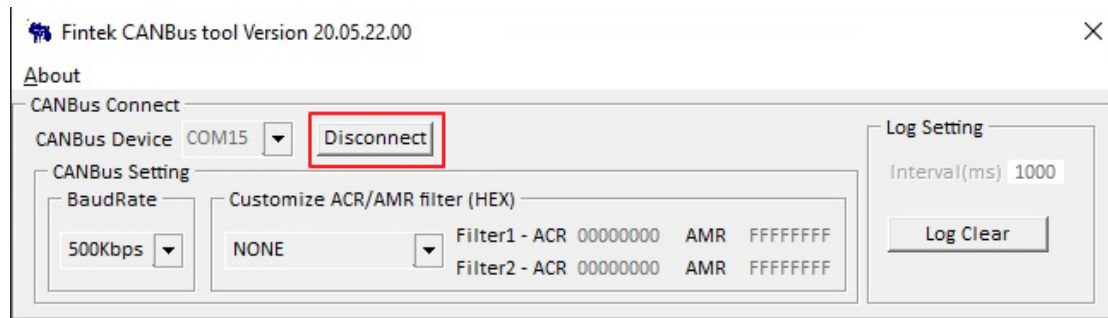 Fintek CANBus tool Version 20.05.22.00
About
CANBus Connect
CANBus Device COM15 Disconnect
CANBus Setting
BaudRate
500Kbps
Customize ACR/AMR filter (HEX)
NONE
Filter1 - ACR 00000000 AMR FFFFFFFF
Filter2 - ACR 00000000 AMR FFFFFFFF
Log Setting
Interval(ms) 1000
Log Clear